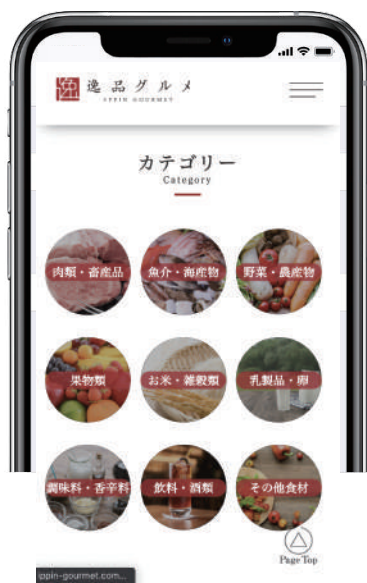 逸
逸品グルメ
IPPIN GOURMET
カテゴリー
Category
肉類・畜産品
魚介・海産物
野菜・農産物
果物類
お米・雑穀類
乳製品・卵
調味料・香辛料
飲料・酒類
その他食材
Page Top
ippin-gourmet.com...